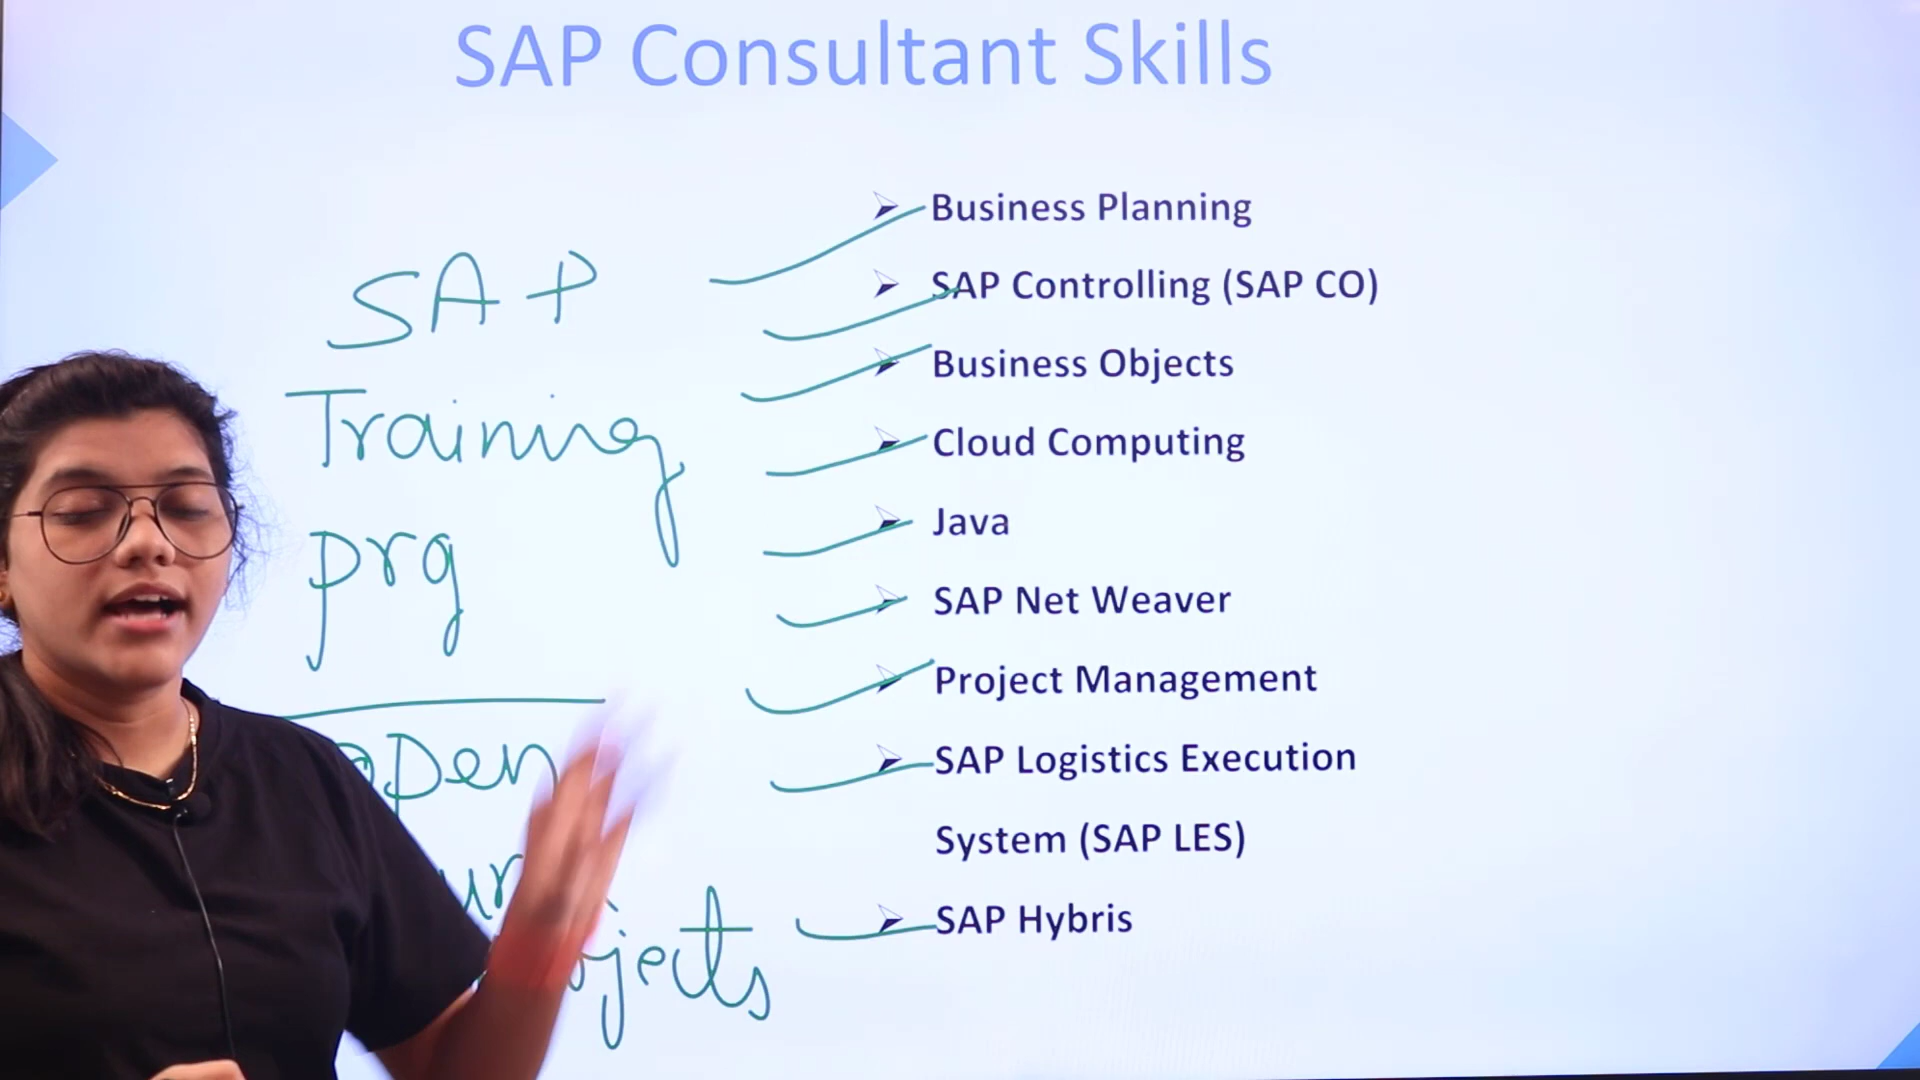 SAP Consultant Skills
Business Planning
SAP Controlling (SAP CO)
Business Objects
Cloud Computing
Java
SAP Net Weaver
Project Management
SAP Logistics Execution
System (SAP LES)
SAP Hybris
SAP
Training
prg
open